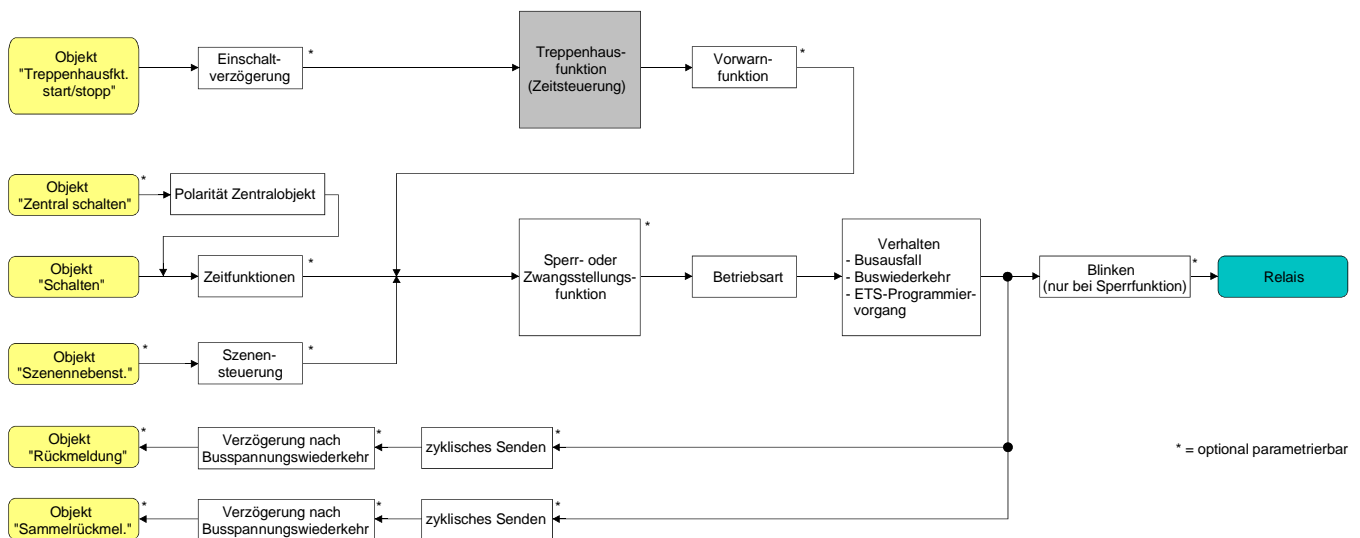 Objekt
"Treppenhausfkt.
start/stopp"
Einschalt-
verzögerung
*
Treppenhaus-
funktion
(Zeitsteuerung)
Vorwarn-
funktion
*
Objekt
"Zentral schalten"
*
Polarität Zentralobjekt
Objekt
"Schalten"
Zeitfunktionen
*
Sperr- oder
Zwangsstellungs-
funktion
*
Betriebsart
Verhalten
- Busausfall
- Buswiederkehr
- ETS-Programmier-
vorgang
Blinken
(nur bei Sperrfunktion)
*
Relais
Objekt
"Szenennebenst."
*
Szenen-
steuerung
*
Objekt
"Rückmeldung"
*
Verzögerung nach
Busspannungswiederkehr
*
zyklisches Senden
*
* = optional parametrierbar
Objekt
"Sammelrückmel."
*
Verzögerung nach
Busspannungswiederkehr
*
zyklisches Senden
*